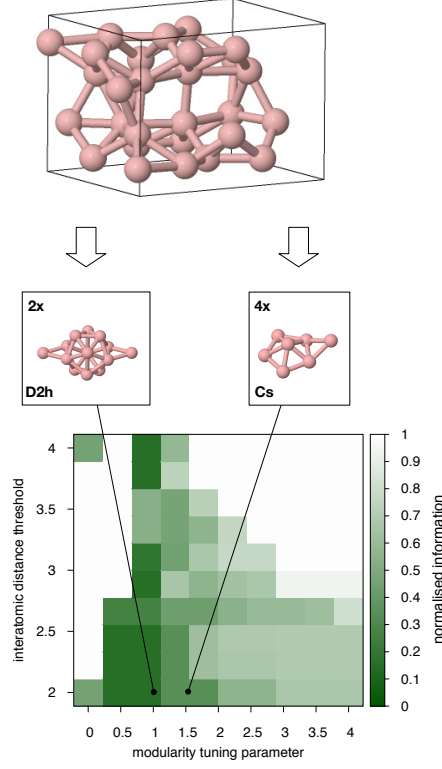 2x
D2h
4x
Cs
interatomic distance threshold
4
3.5
3
2.5
2
0 0.5 1 1.5 2 2.5 3 3.5 4
modularity tuning parameter
1
0.9
0.8
0.7
0.6
0.5
0.4
0.3
0.2
0.1
0
normalised information